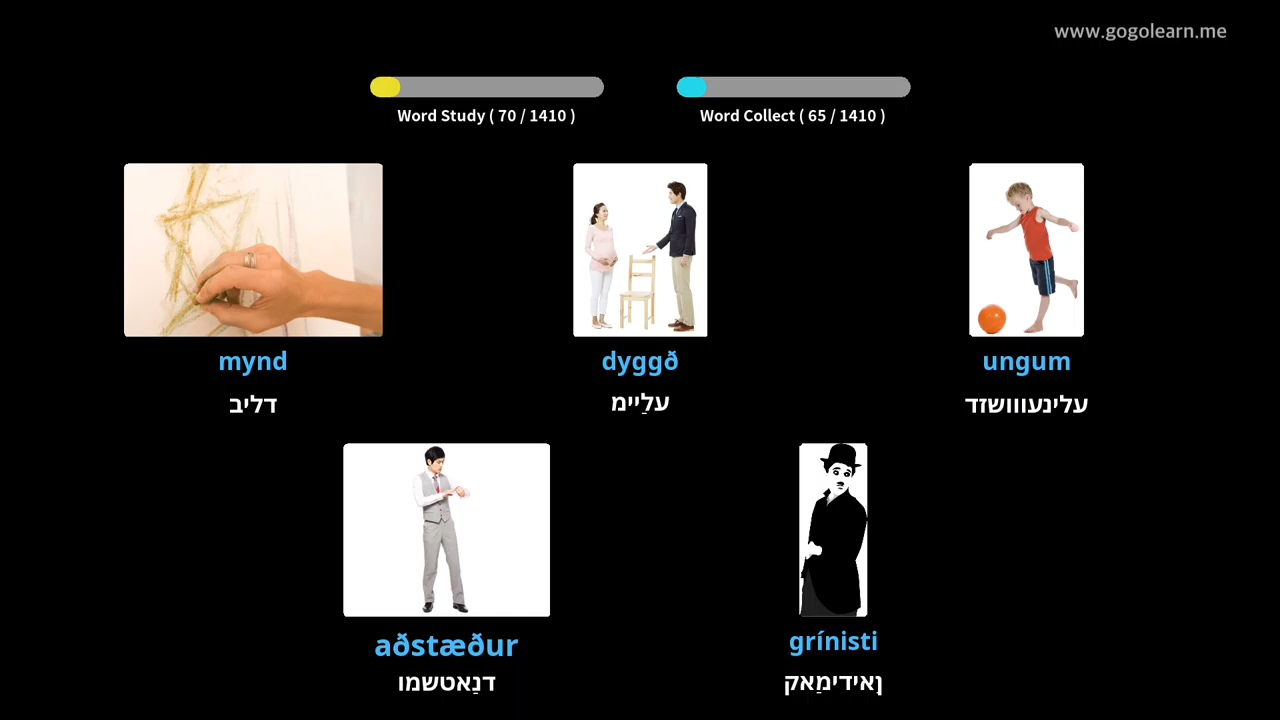 www.gogolearn.me
Word Study ( 70 / 1410 ) Word Collect ( 65 / 1410 )
mynd dyggð ungum
דליב עלַיימ עלינעווושזד
aðstæður grínisti
דנַאטשמו ןָאידימַאק